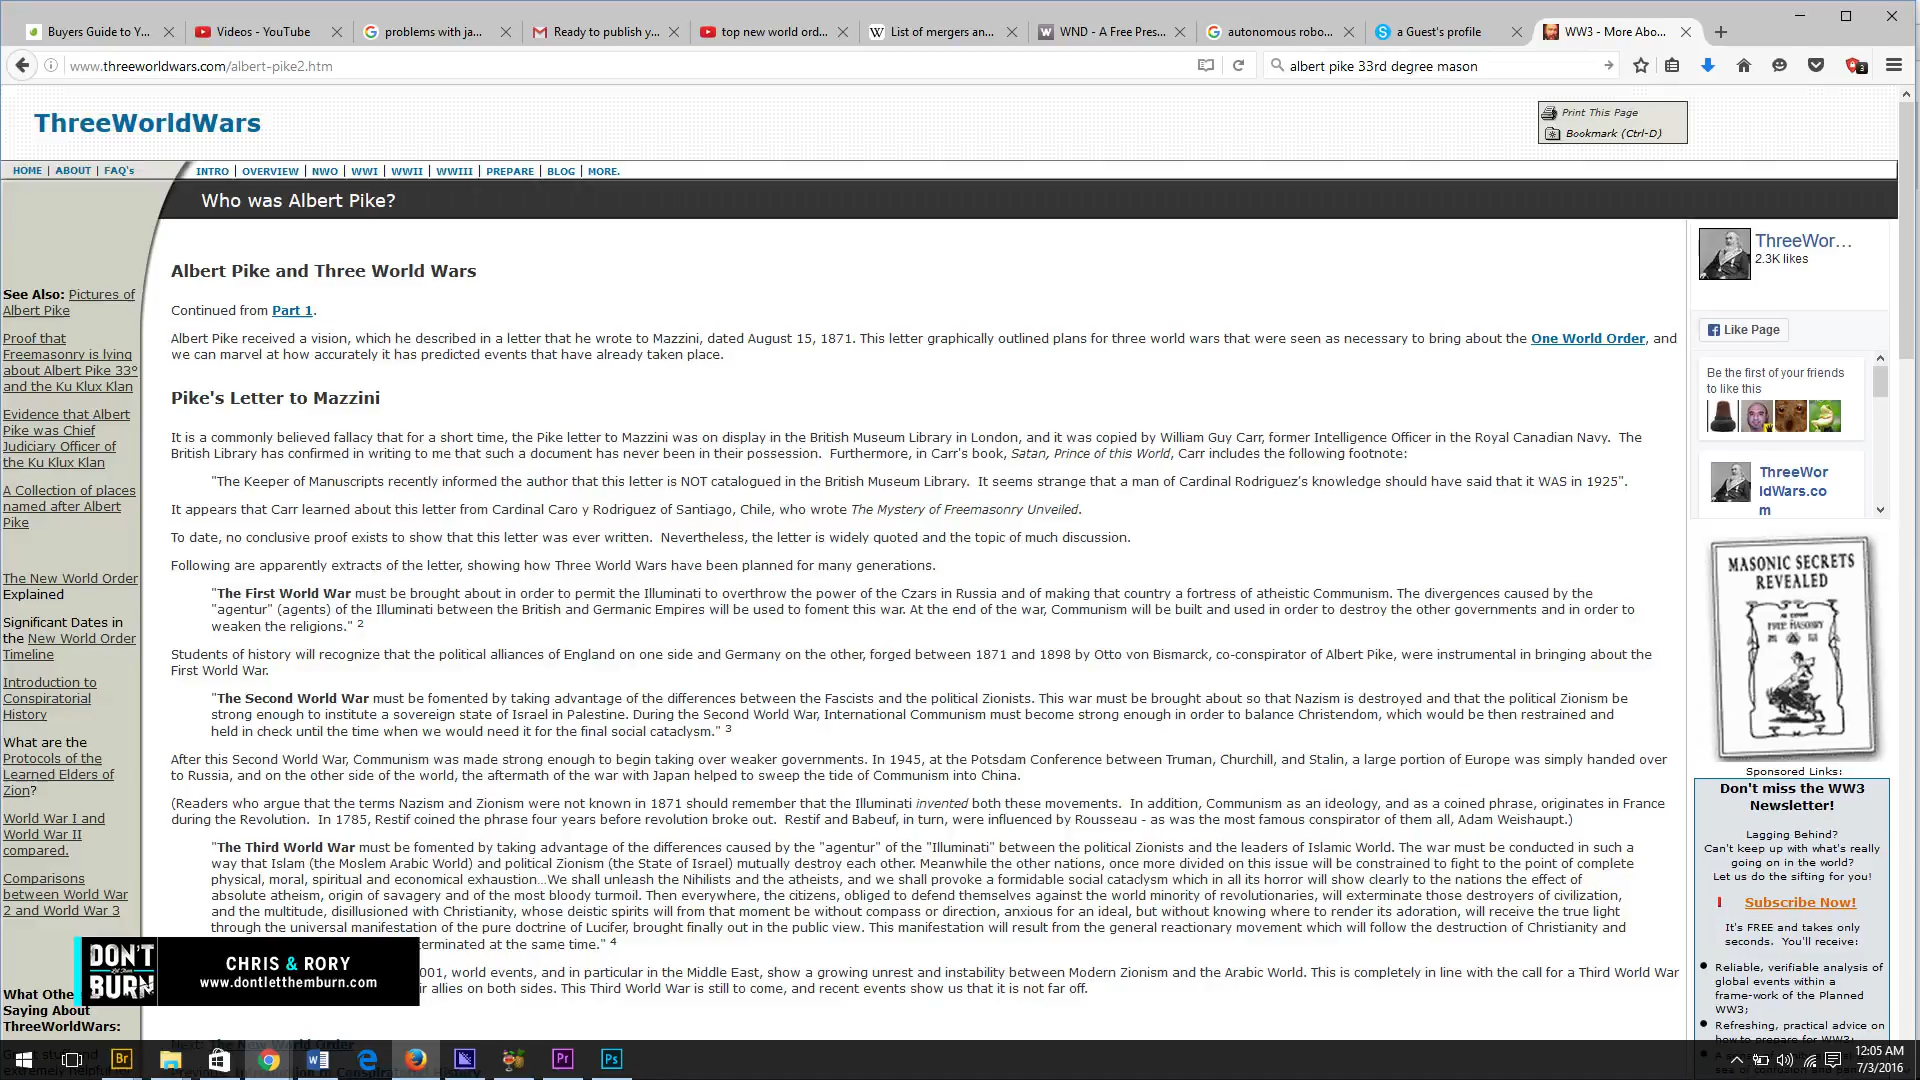 Buyers Guide to Y...
Videos - YouTube
problems with ja...
Ready to publish y...
top new world ord...
List of mergers an...
WND - A Free Pres...
autonomous robo...
a Guest's profile
WW3 - More Abo...
www.threeworldwars.com/albert-pike2.htm
albert pike 33rd degree mason
3
ThreeWorldWars
Print This Page
Bookmark (Ctrl-D)
HOME | ABOUT | FAQ's
INTRO | OVERVIEW | NWO | WWI | WWII | WWIII | PREPARE | BLOG | MORE.
Who was Albert Pike?
See Also: Pictures of
Albert Pike
Proof that
Freemasonry is lying
about Albert Pike 33°
and the Ku Klux Klan
Evidence that Albert
Pike was Chief
Judiciary Officer of
the Ku Klux Klan
A Collection of places
named after Albert
Pike
The New World Order
Explained
Significant Dates in
the New World Order
Timeline
Introduction to
Conspiratorial
History
What are the
Protocols of the
Learned Elders of
Zion?
World War I and
World War II
compared.
Comparisons
between World War
2 and World War 3
What Othe
Saying About
ThreeWorldWars:
Albert Pike and Three World Wars
Continued from Part 1.
Albert Pike received a vision, which he described in a letter that he wrote to Mazzini, dated August 15, 1871. This letter graphically outlined plans for three world wars that were seen as necessary to bring about the One World Order, and
we can marvel at how accurately it has predicted events that have already taken place.
Pike's Letter to Mazzini
It is a commonly believed fallacy that for a short time, the Pike letter to Mazzini was on display in the British Museum Library in London, and it was copied by William Guy Carr, former Intelligence Officer in the Royal Canadian Navy. The
British Library has confirmed in writing to me that such a document has never been in their possession. Furthermore, in Carr's book, Satan, Prince of this World, Carr includes the following footnote:
"The Keeper of Manuscripts recently informed the author that this letter is NOT catalogued in the British Museum Library. It seems strange that a man of Cardinal Rodriguez's knowledge should have said that it WAS in 1925".
It appears that Carr learned about this letter from Cardinal Caro y Rodriguez of Santiago, Chile, who wrote The Mystery of Freemasonry Unveiled.
To date, no conclusive proof exists to show that this letter was ever written. Nevertheless, the letter is widely quoted and the topic of much discussion.
Following are apparently extracts of the letter, showing how Three World Wars have been planned for many generations.
"The First World War must be brought about in order to permit the Illuminati to overthrow the power of the Czars in Russia and of making that country a fortress of atheistic Communism. The divergences caused by the
"agentur" (agents) of the Illuminati between the British and Germanic Empires will be used to foment this war. At the end of the war, Communism will be built and used in order to destroy the other governments and in order to
weaken the religions." 2
Students of history will recognize that the political alliances of England on one side and Germany on the other, forged between 1871 and 1898 by Otto von Bismarck, co-conspirator of Albert Pike, were instrumental in bringing about the
First World War.
"The Second World War must be fomented by taking advantage of the differences between the Fascists and the political Zionists. This war must be brought about so that Nazism is destroyed and that the political Zionism be
strong enough to institute a sovereign state of Israel in Palestine. During the Second World War, International Communism must become strong enough in order to balance Christendom, which would be then restrained and
held in check until the time when we would need it for the final social cataclysm." 3
After this Second World War, Communism was made strong enough to begin taking over weaker governments. In 1945, at the Potsdam Conference between Truman, Churchill, and Stalin, a large portion of Europe was simply handed over
to Russia, and on the other side of the world, the aftermath of the war with Japan helped to sweep the tide of Communism into China.
(Readers who argue that the terms Nazism and Zionism were not known in 1871 should remember that the Illuminati invented both these movements. In addition, Communism as an ideology, and as a coined phrase, originates in France
during the Revolution. In 1785, Restif coined the phrase four years before revolution broke out. Restif and Babeuf, in turn, were influenced by Rousseau - as was the most famous conspirator of them all, Adam Weishaupt.)
"The Third World War must be fomented by taking advantage of the differences caused by the "agentur" of the "Illuminati" between the political Zionists and the leaders of Islamic World. The war must be conducted in such a
way that Islam (the Moslem Arabic World) and political Zionism (the State of Israel) mutually destroy each other. Meanwhile the other nations, once more divided on this issue will be constrained to fight to the point of complete
physical, moral, spiritual and economical exhaustion...We shall unleash the Nihilists and the atheists, and we shall provoke a formidable social cataclysm which in all its horror will show clearly to the nations the effect of
absolute atheism, origin of savagery and of the most bloody turmoil. Then everywhere, the citizens, obliged to defend themselves against the world minority of revolutionaries, will exterminate those destroyers of civilization,
and the multitude, disillusioned with Christianity, whose deistic spirits will from that moment be without compass or direction, anxious for an ideal, but without knowing where to render its adoration, will receive the true light
through the universal manifestation of the pure doctrine of Lucifer, brought finally out in the public view. This manifestation will result from the general reactionary movement which will follow the destruction of Christianity and
terminated at the same time." 4
001, world events, and in particular in the Middle East, show a growing unrest and instability between Modern Zionism and the Arabic World. This is completely in line with the call for a Third World War
ir allies on both sides. This Third World War is still to come, and recent events show us that it is not far off.
DON'T
BURN
CHRIS & RORY
www.dontletthemburn.com
ThreeWor...
2.3K likes
Like Page
Be the first of your friends
to like this
ThreeWor
ldWars.co
m
MASONIC SECRETS
REVEALED
FREE MASONRY
Sponsored Links:
Don't miss the WW3
Newsletter!
Lagging Behind?
Can't keep up with what's really
going on in the world?
Let us do the sifting for you!
! Subscribe Now!
It's FREE and takes only
seconds. You'll receive:
Reliable, verifiable analysis of
global events within a
frame-work of the Planned
WW3;
Refreshing, practical advice on
how to prepare for WW3;
Br
Pr
Ps
12:05 AM
7/3/2016